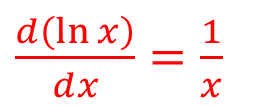 d(ln x)/dx = 1/x